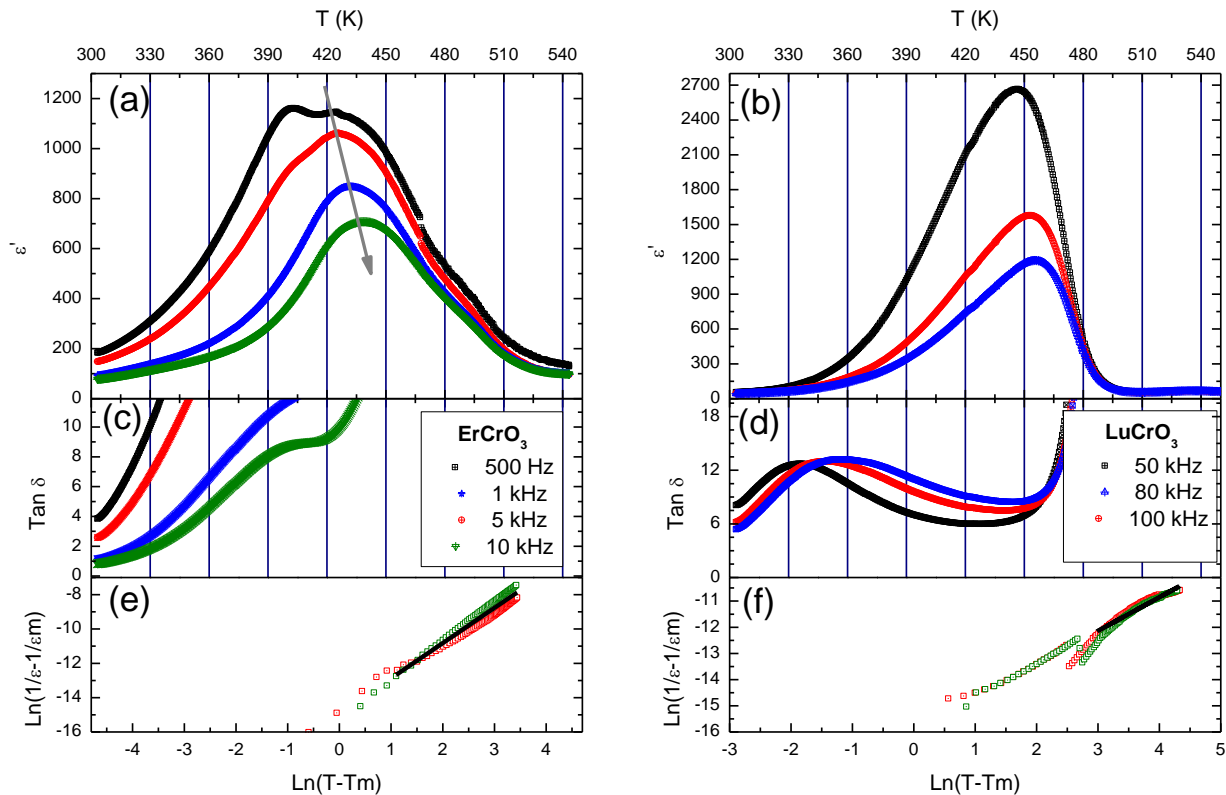 T (K)
300 330 360 390 420 450 480 510 540
(a)
1200
1000
800
600
400
200
0
ε'
(c)
10
8
6
4
2
0
Tan δ
ErCrO3
500 Hz
1 kHz
5 kHz
10 kHz
(e)
-8
-10
-12
-14
-16
Ln(1/ε-1/εm)
-4 -3 -2 -1 0 1 2 3 4
Ln(T-Tm)
T (K)
300 330 360 390 420 450 480 510 540
(b)
2700
2400
2100
1800
1500
1200
900
600
300
0
ε'
(d)
18
15
12
9
6
3
0
Tan δ
LuCrO3
50 kHz
80 kHz
100 kHz
(f)
-11
-12
-13
-14
-15
-16
Ln(1/ε-1/εm)
-3 -2 -1 0 1 2 3 4 5
Ln(T-Tm)